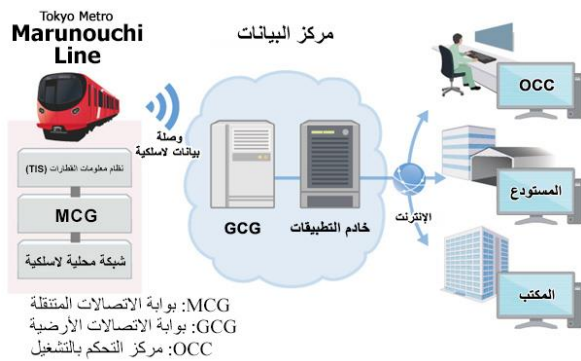 Tokyo Metro
Marunouchi
Line
مركز البيانات
وصلة
بيانات لاسلكية
نظام معلومات القطارات (TIS)
MCG
شبكة محلية لاسلكية
GCG
خادم التطبيقات
الإنترنت
OCC
المستودع
المكتب
MCG: بوابة الاتصالات المتنقلة
GCG: بوابة الاتصالات الأرضية
OCC: مركز التحكم بالتشغيل